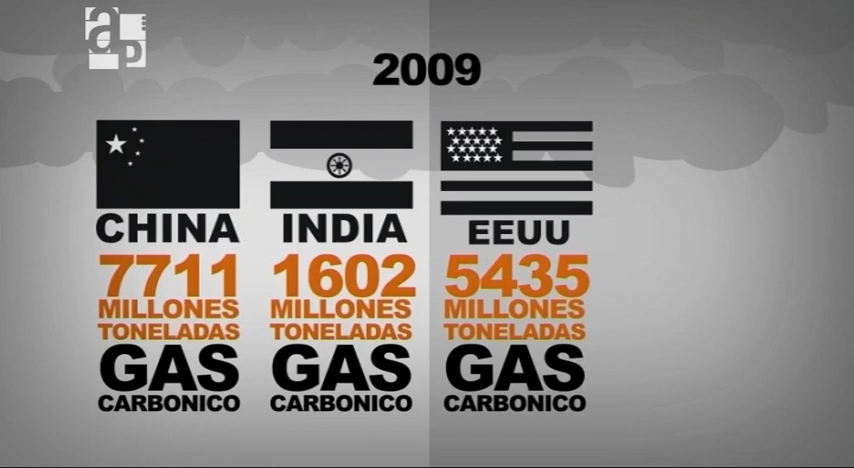 2009
CHINA
7711
MILLONES
TONELADAS
GAS
CARBONICO
INDIA
1602
MILLONES
TONELADAS
GAS
CARBONICO
EEUU
5435
MILLONES
TONELADAS
GAS
CARBONICO